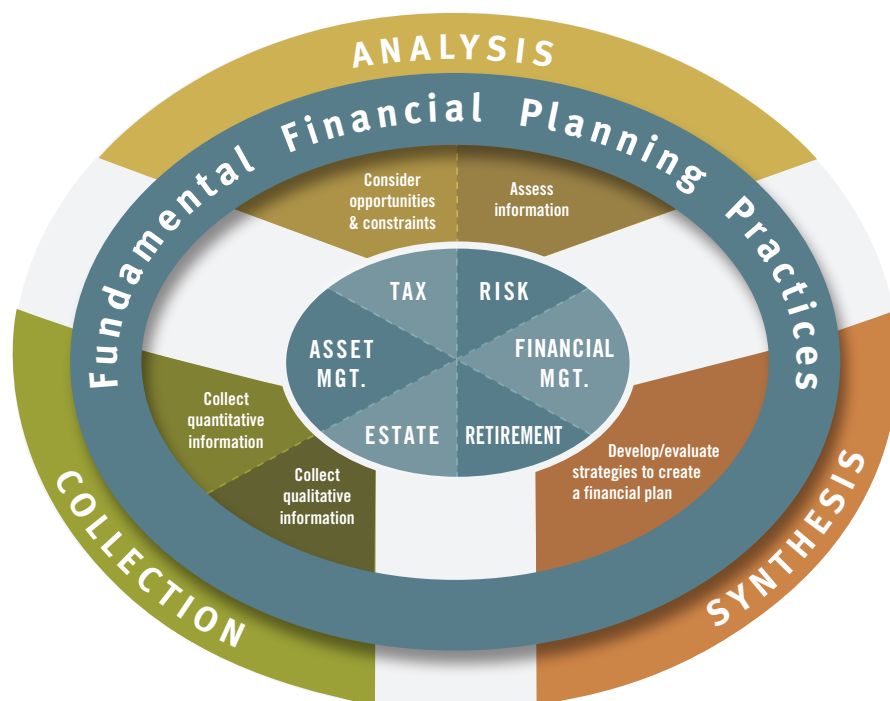 ANALYSIS
Fundamental Financial Planning Practices
Consider
opportunities
& constraints
Assess
information
TAX
RISK
ASSET
MGT.
FINANCIAL
MGT.
ESTATE
RETIREMENT
Collect
quantitative
information
Collect
qualitative
information
Develop/evaluate
strategies to create
a financial plan
COLLECTION
SYNTHESIS